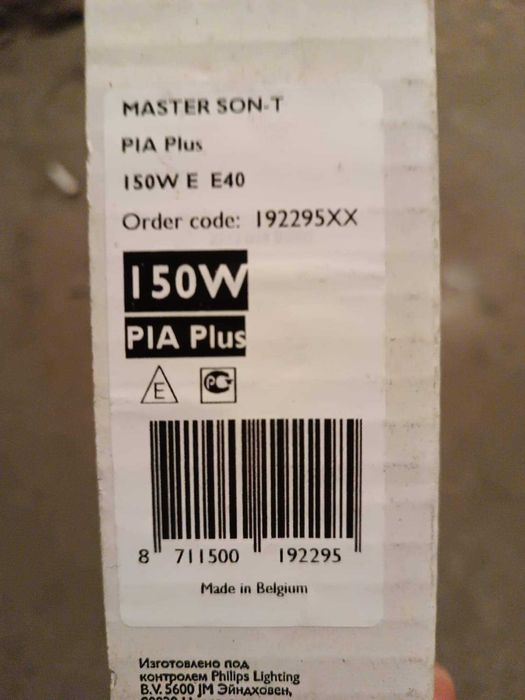 MASTER SON-T
PIA Plus
150W E E40
Order code: 192295XX
150W
PIA Plus
E
PC
8 711500 192295
Made in Belgium
Изготовлено под
контролем Philips Lighting
B.V. 5600 JM Эйндховен,